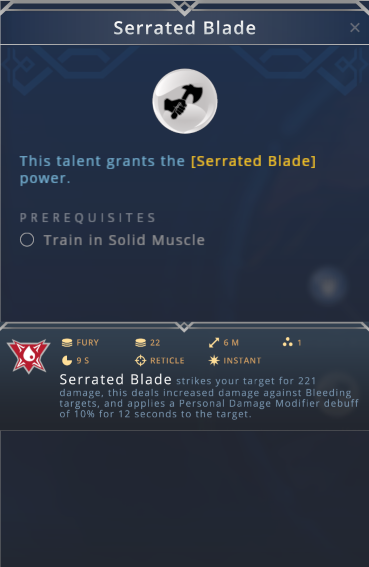 Serrated Blade
This talent grants the [Serrated Blade]
power.
PREREQUISITES
Train in Solid Muscle
FURY 22 6 M 1
9 S RETICLE INSTANT
Serrated Blade strikes your target for 221
damage, this deals increased damage against Bleeding
targets, and applies a Personal Damage Modifier debuff
of 10% for 12 seconds to the target.